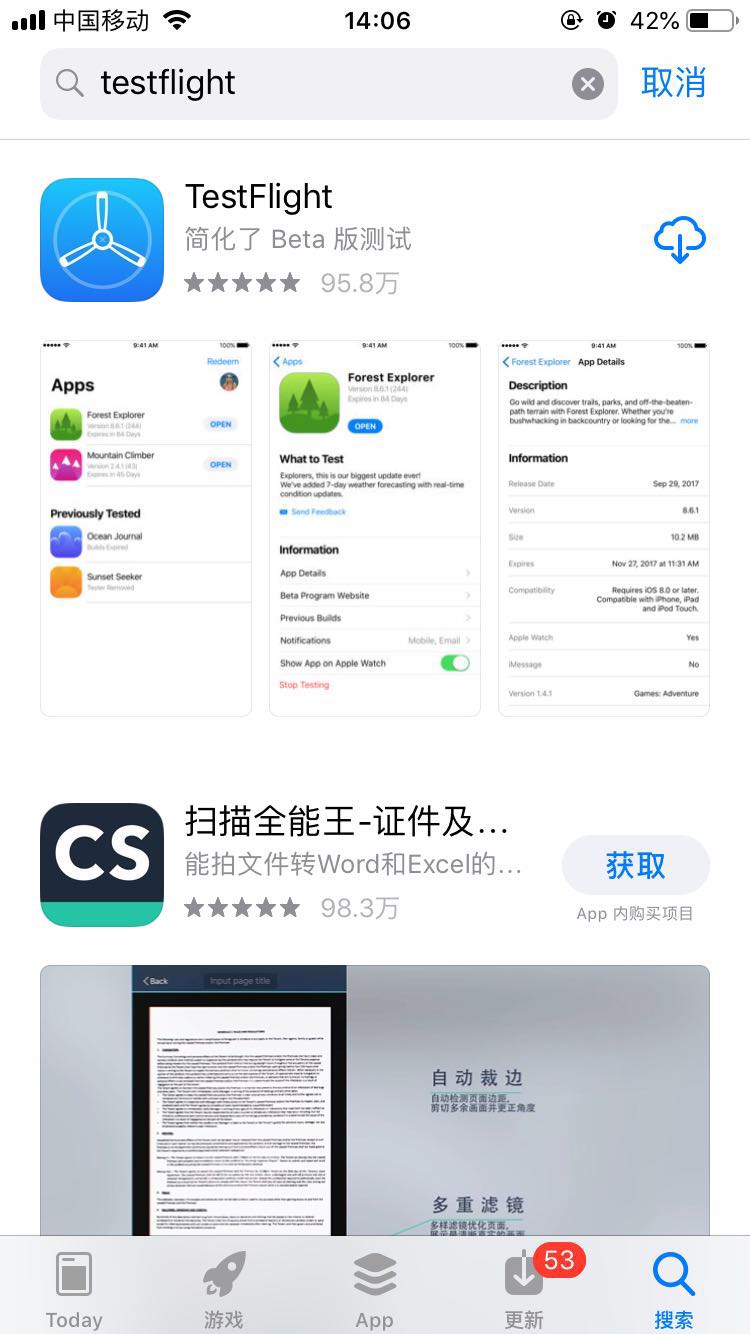 中国移动
14:06
42%
testflight
取消
TestFlight
简化了 Beta 版测试
95.8万
9:41 AM
100%
Redeem
Apps
Forest Explorer
Version 8.6.1 (244)
Expires in 84 Days
OPEN
Mountain Climber
Version 2.4.1 (43)
Expires in 45 Days
OPEN
Previously Tested
Ocean Journal
Builds Expired
Sunset Seeker
Tester Removed
9:41 AM
100%
Apps
Forest Explorer
Version 8.6.1 (244)
Expires in 84 Days
OPEN
What to Test
Explorers, this is our biggest update ever!
We've added 7-day weather forecasting with real-time
condition updates.
Send Feedback
Information
App Details
Beta Program Website
Previous Builds
Notifications Mobile, Email
Show App on Apple Watch
Stop Testing
9:41 AM
100%
Forest Explorer App Details
Description
Go wild and discover trails, parks, and off-the-beaten-
path terrain with Forest Explorer. Whether you're
bushwhacking in backcountry or looking for the... more
Information
Release Date Sep 29, 2017
Version 8.6.1
Size 10.2 MB
Expires Nov 27, 2017 at 11:31 AM
Compatibility Requires iOS 8.0 or later.
Compatible with iPhone, iPad
and iPod Touch.
Apple Watch Yes
iMessage No
Version 1.4.1 Games: Adventure
CS
扫描全能王-证件及...
能拍文件转Word和Excel的...
98.3万
获取
App 内购买项目
Back
Input page title
自动裁边
自动检测页面边距,
剪切多余画面并更正角度
多重滤镜
多样滤镜优化页面,
展示最清晰真实的画面
Today
游戏
App
53
更新
搜索